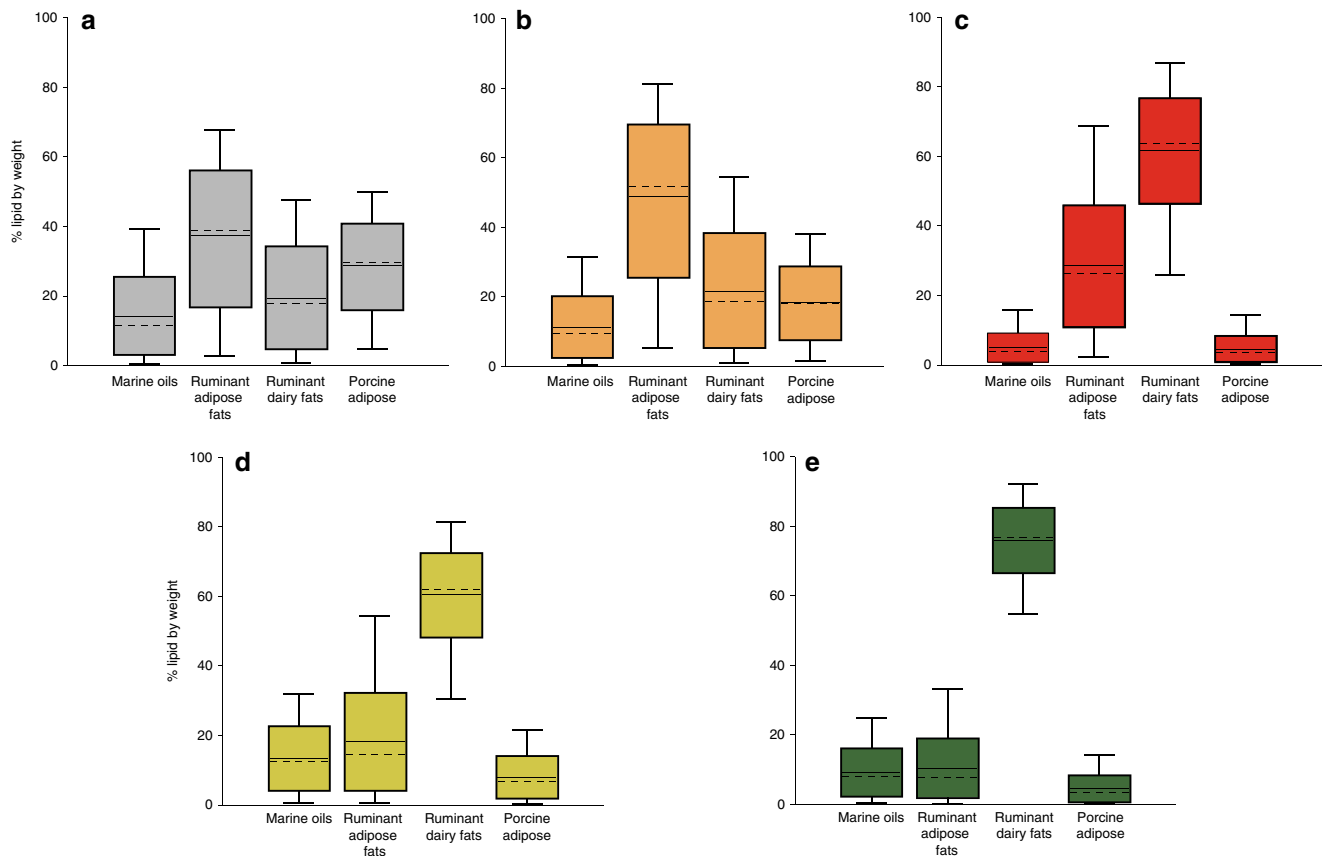 a
100
80
60
40
20
0
% lipid by weight
Marine oils
Ruminant
adipose
fats
Ruminant
dairy fats
Porcine
adipose
b
100
80
60
40
20
0
Marine oils
Ruminant
adipose
fats
Ruminant
dairy fats
Porcine
adipose
c
100
80
60
40
20
0
Marine oils
Ruminant
adipose
fats
Ruminant
dairy fats
Porcine
adipose
d
100
80
60
40
20
0
% lipid by weight
Marine oils
Ruminant
adipose
fats
Ruminant
dairy fats
Porcine
adipose
e
100
80
60
40
20
0
Marine oils
Ruminant
adipose
fats
Ruminant
dairy fats
Porcine
adipose